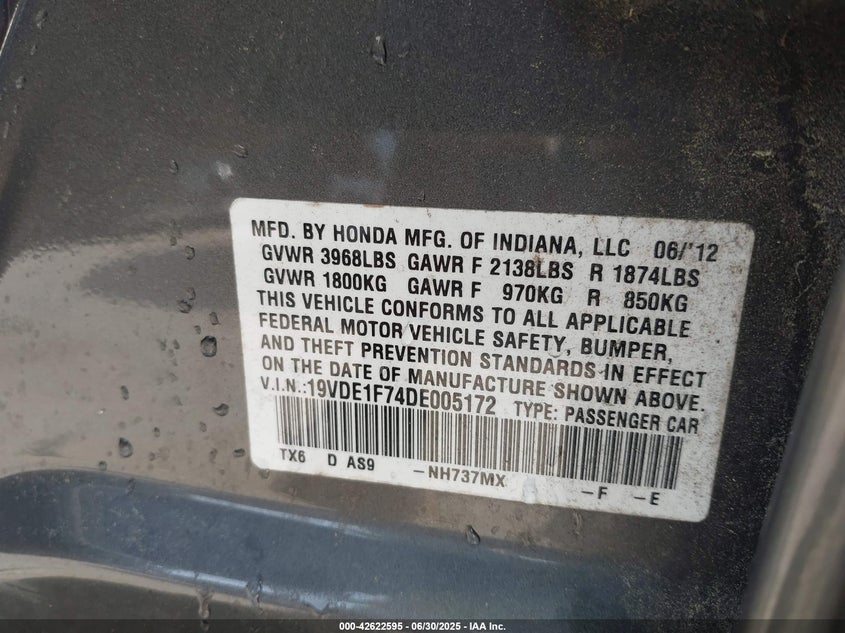 MFD. BY HONDA MFG. OF INDIANA, LLC 06/'12
GVWR 3968LBS GAWR F 2138LBS R 1874LBS
GVWR 1800KG GAWR F 970KG R 850KG
THIS VEHICLE CONFORMS TO ALL APPLICABLE
FEDERAL MOTOR VEHICLE SAFETY, BUMPER,
AND THEFT PREVENTION STANDARDS IN EFFECT
ON THE DATE OF MANUFACTURE SHOWN ABOVE.
V.I.N.:19VDE1F74DE005172 TYPE: PASSENGER CAR
TX6 D AS9 -NH737MX -F -E
000-42622595 - 06/30/2025 - IAA Inc.